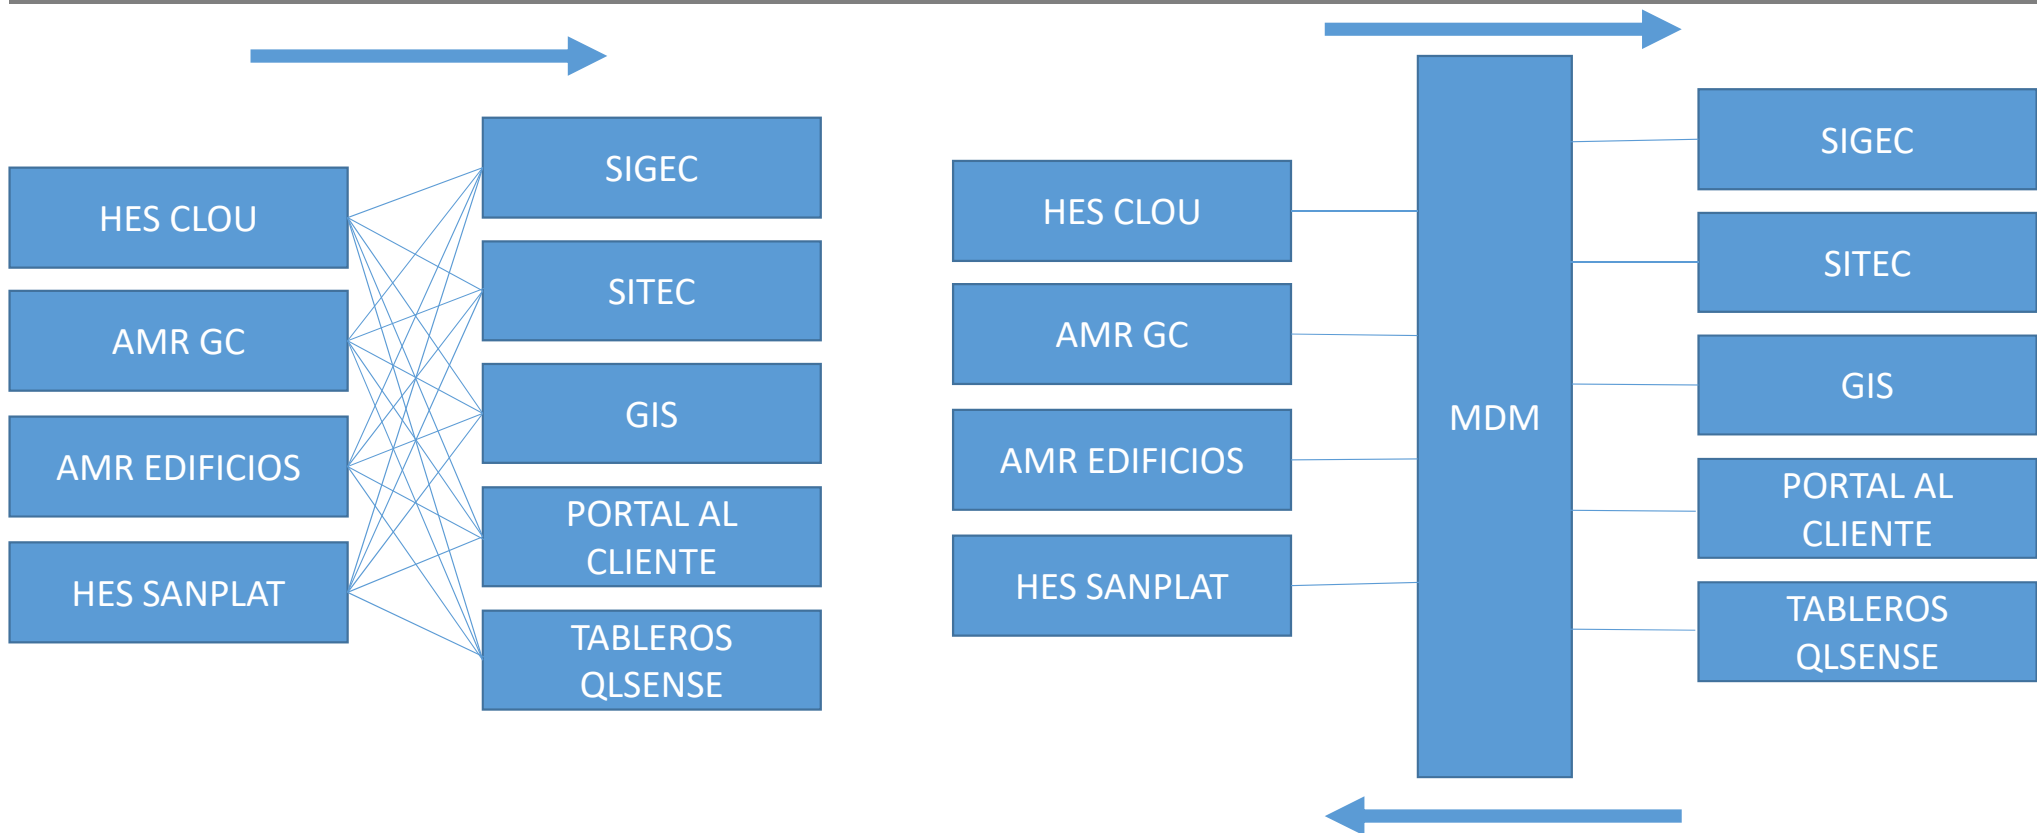 HES CLOU
AMR GC
AMR EDIFICIOS
HES SANPLAT
SIGEC
SITEC
GIS
PORTAL AL
CLIENTE
TABLEROS
QLSENSE
HES CLOU
AMR GC
AMR EDIFICIOS
HES SANPLAT
MDM
SIGEC
SITEC
GIS
PORTAL AL
CLIENTE
TABLEROS
QLSENSE